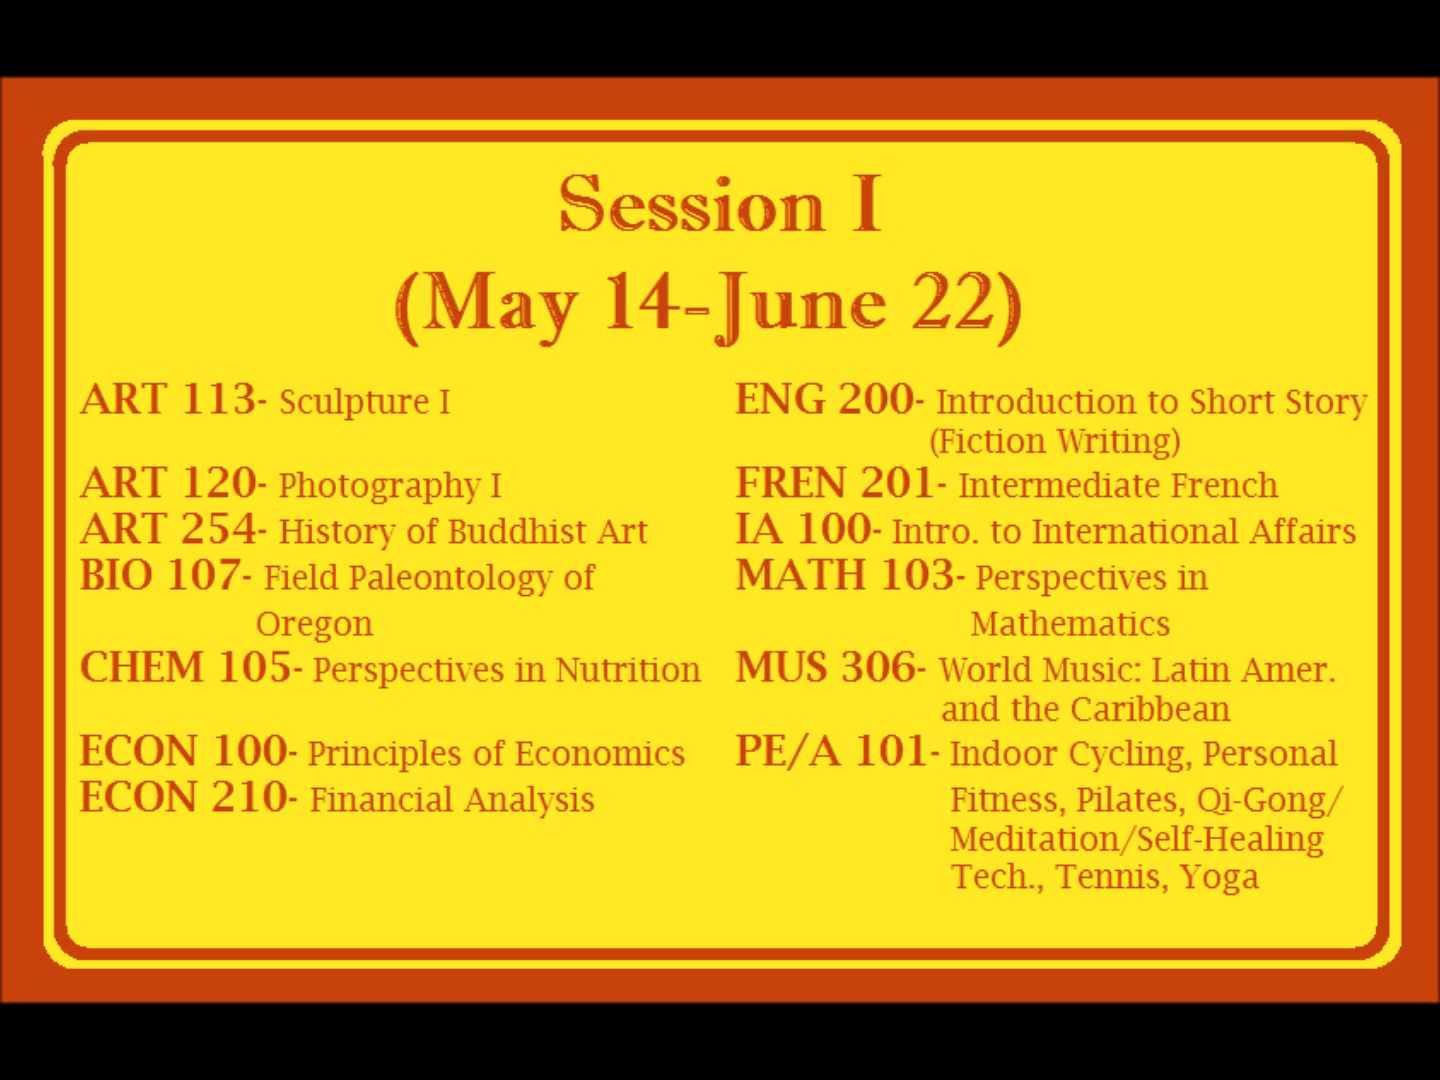 Session I
(May 14-June 22)
ART 113- Sculpture I
ART 120- Photography I
ART 254- History of Buddhist Art
BIO 107- Field Paleontology of
Oregon
CHEM 105- Perspectives in Nutrition
ECON 100- Principles of Economics
ECON 210- Financial Analysis
ENG 200- Introduction to Short Story
(Fiction Writing)
FREN 201- Intermediate French
IA 100- Intro. to International Affairs
MATH 103- Perspectives in
Mathematics
MUS 306- World Music: Latin Amer.
and the Caribbean
PE/A 101- Indoor Cycling, Personal
Fitness, Pilates, Qi-Gong/
Meditation/Self-Healing
Tech., Tennis, Yoga